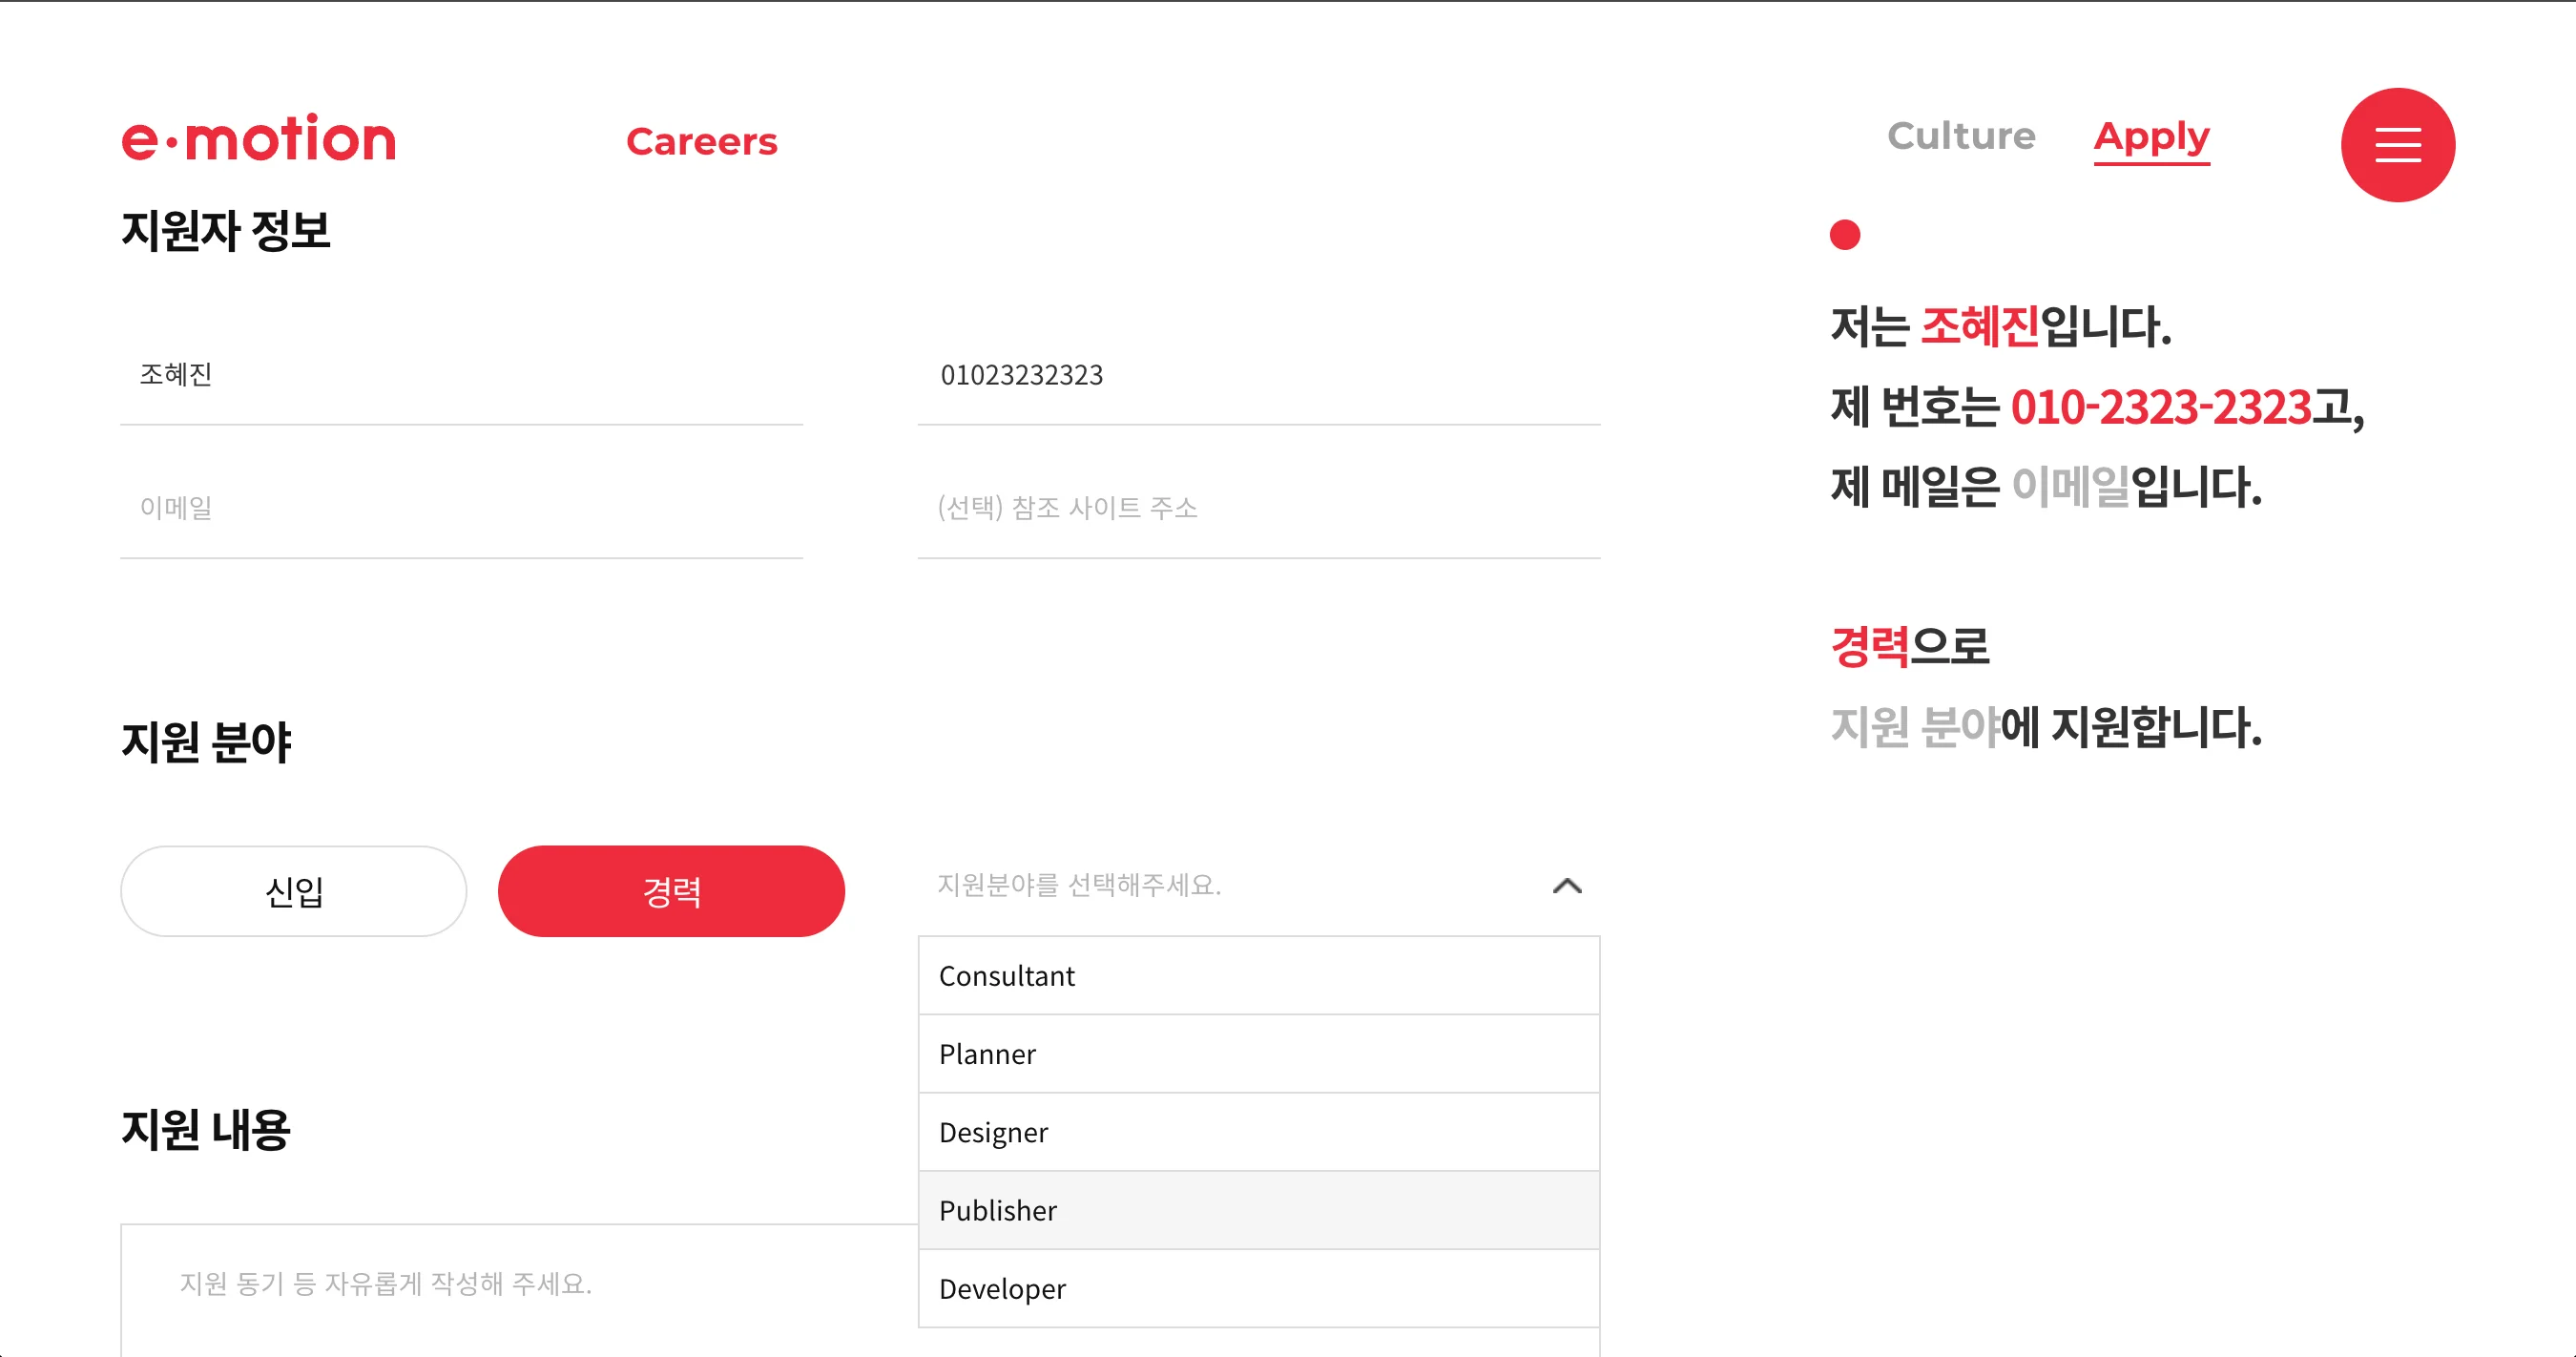 e·motion
Careers
Culture
Apply
지원자 정보
조혜진
01023232323
이메일
(선택) 참조 사이트 주소
지원 분야
신입
경력
지원분야를 선택해주세요.
Consultant
Planner
Designer
Publisher
Developer
지원 내용
지원 동기 등 자유롭게 작성해 주세요.
저는 조혜진입니다.
제 번호는 010-2323-2323고,
제 메일은 이메일입니다.
경력으로
지원 분야에 지원합니다.